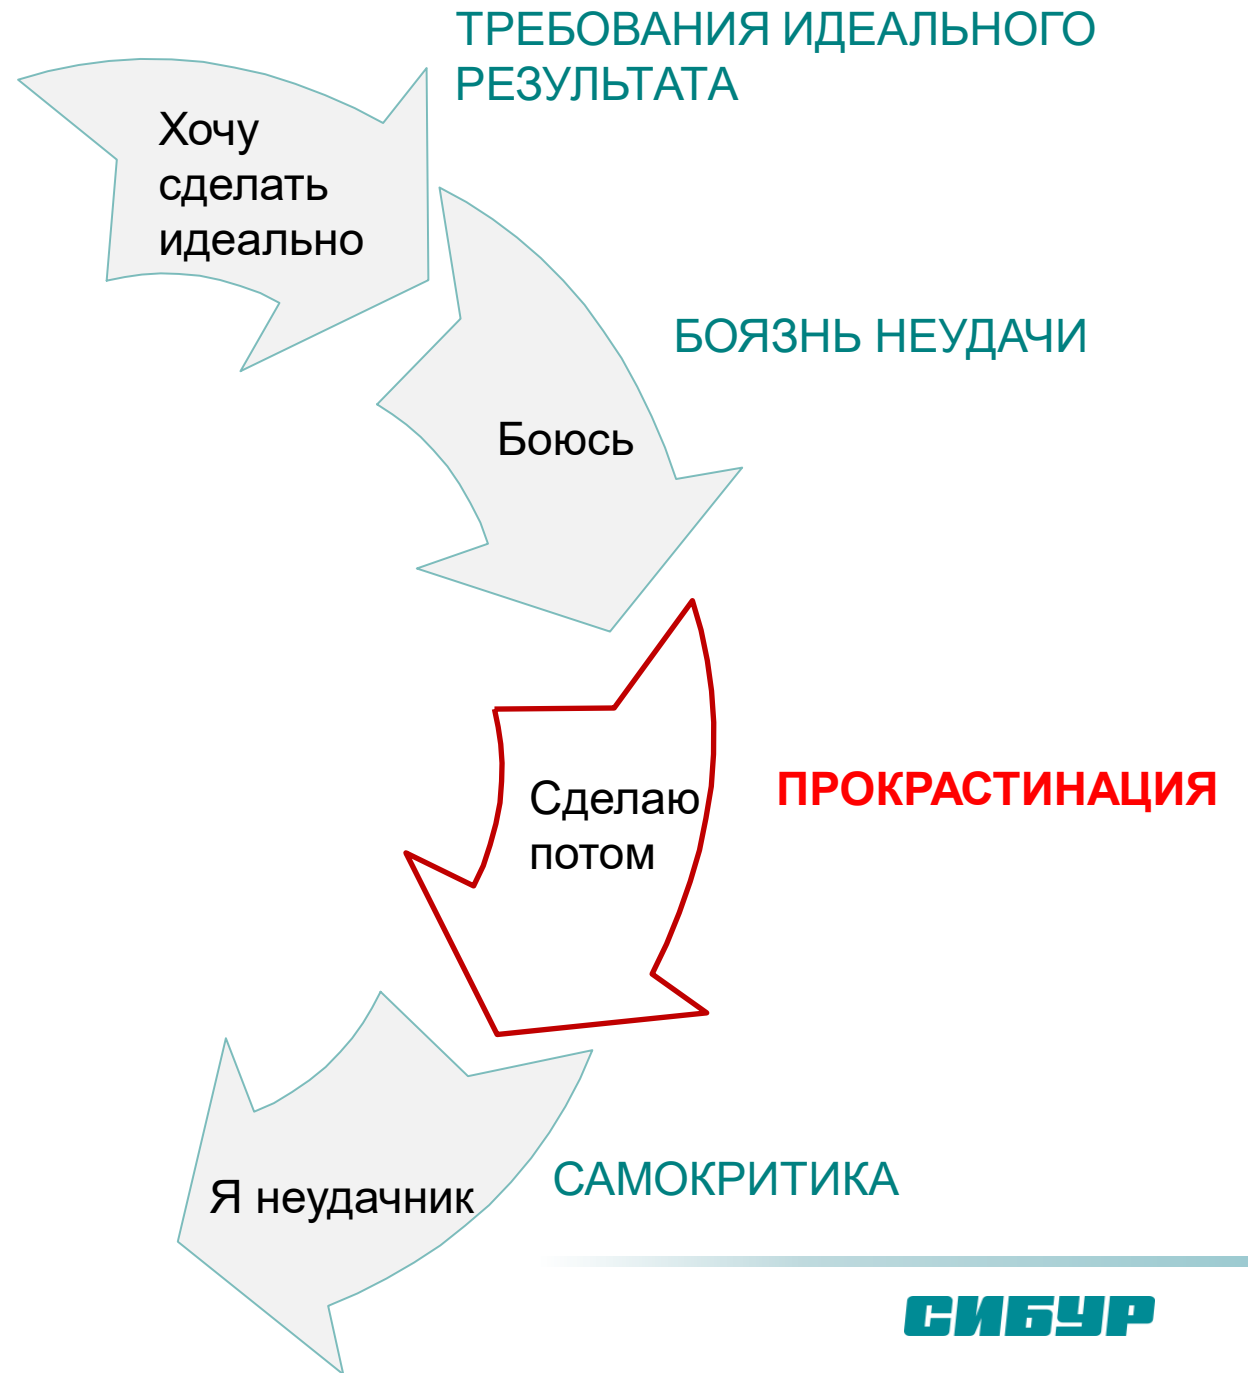 ТРЕБОВАНИЯ ИДЕАЛЬНОГО
РЕЗУЛЬТАТА
Хочу
сделать
идеально
БОЯЗНЬ НЕУДАЧИ
Боюсь
ПРОКРАСТИНАЦИЯ
Сделаю
потом
САМОКРИТИКА
Я неудачник
СИБУР